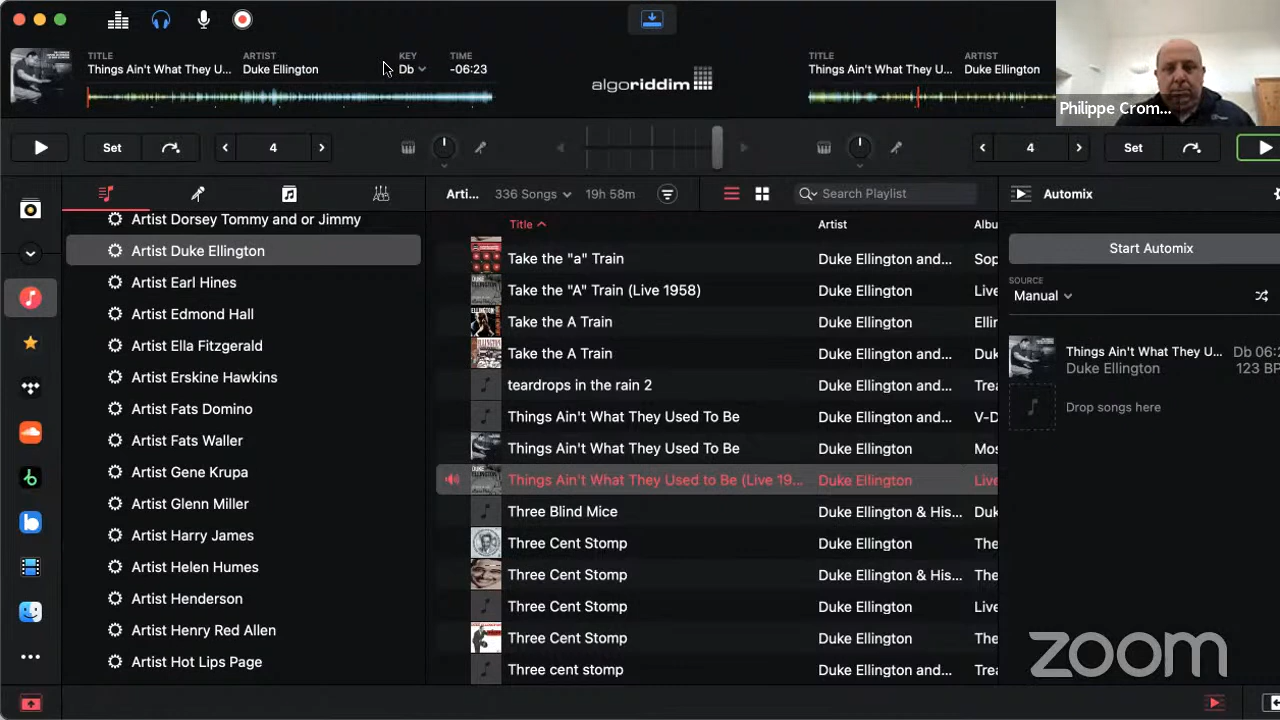 TITLE
Things Ain't What They U...
ARTIST
Duke Ellington
KEY
Db
TIME
-06:23
algoriddim
TITLE
Things Ain't What They U...
ARTIST
Duke Ellington
Philippe Crom...
Set
4
4
Set
Arti...
336 Songs
19h 58m
Search Playlist
Automix
Artist Dorsey Tommy and or Jimmy
Artist Duke Ellington
Artist Earl Hines
Artist Edmond Hall
Artist Ella Fitzgerald
Artist Erskine Hawkins
Artist Fats Domino
Artist Fats Waller
Artist Gene Krupa
Artist Glenn Miller
Artist Harry James
Artist Helen Humes
Artist Henderson
Artist Henry Red Allen
Artist Hot Lips Page
Title Artist Albu
Take the "a" Train Duke Ellington and... Sop
Take the "A" Train (Live 1958) Duke Ellington Live
Take the A Train Duke Ellington Ellin
Take the A Train Duke Ellington Duk
teardrops in the rain 2 Duke Ellington Trea
Things Ain't What They Used To Be Duke Ellington and... V-D
Things Ain't What They Used To Be Duke Ellington Mos
Things Ain't What They Used to Be (Live 19... Duke Ellington Live
Three Blind Mice Duke Ellington & His... Duk
Three Cent Stomp Duke Ellington The
Three Cent Stomp Duke Ellington & His... The
Three Cent Stomp Duke Ellington Live
Three Cent Stomp Duke Ellington The
Three cent stomp Duke Ellington and... Trea
Start Automix
SOURCE
Manual
Things Ain't What They U... Db 06:2
Duke Ellington 123 BP
Drop songs here
zoom